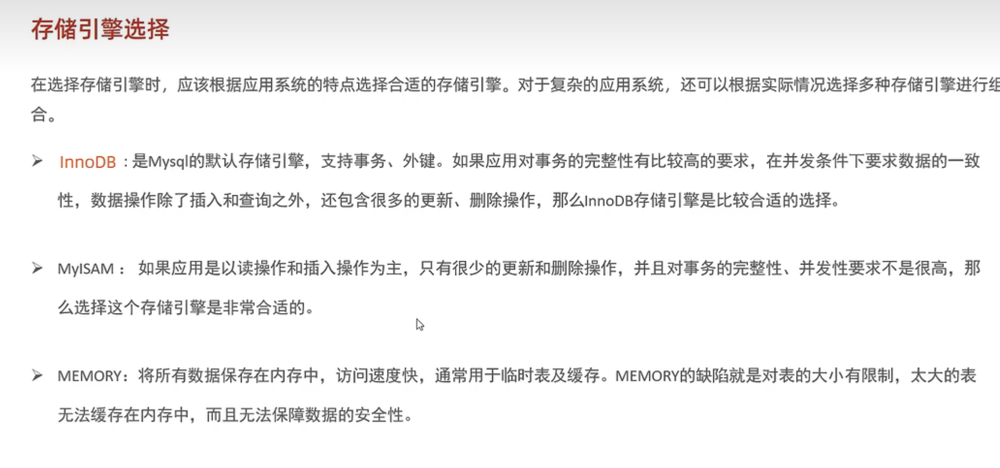 存储引擎选择
在选择存储引擎时，应该根据应用系统的特点选择合适的存储引擎。对于复杂的应用系统，还可以根据实际情况选择多种存储引擎进行组
合。
➢ InnoDB : 是Mysql的默认存储引擎，支持事务、外键。如果应用对事务的完整性有比较高的要求，在并发条件下要求数据的一致
性，数据操作除了插入和查询之外，还包含很多的更新、删除操作，那么InnoDB存储引擎是比较合适的选择。
➢ MyISAM ： 如果应用是以读操作和插入操作为主，只有很少的更新和删除操作，并且对事务的完整性、并发性要求不是很高，那
么选择这个存储引擎是非常合适的。
➢ MEMORY：将所有数据保存在内存中，访问速度快，通常用于临时表及缓存。MEMORY的缺陷就是对表的大小有限制，太大的表
无法缓存在内存中，而且无法保障数据的安全性。